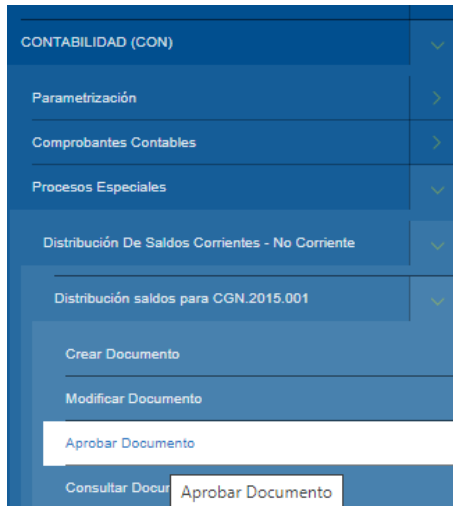 CONTABILIDAD (CON)
Parametrización
Comprobantes Contables
Procesos Especiales
Distribución De Saldos Corrientes - No Corriente
Distribución saldos para CGN.2015.001
Crear Documento
Modificar Documento
Aprobar Documento
Consultar Docur
Aprobar Documento